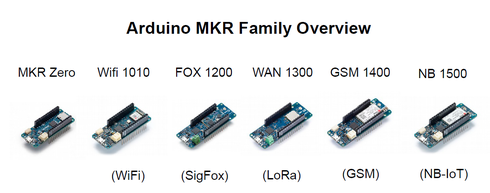 Arduino MKR Family Overview
MKR Zero Wifi 1010 FOX 1200 WAN 1300 GSM 1400 NB 1500
(WiFi) (SigFox) (LoRa) (GSM) (NB-IoT)